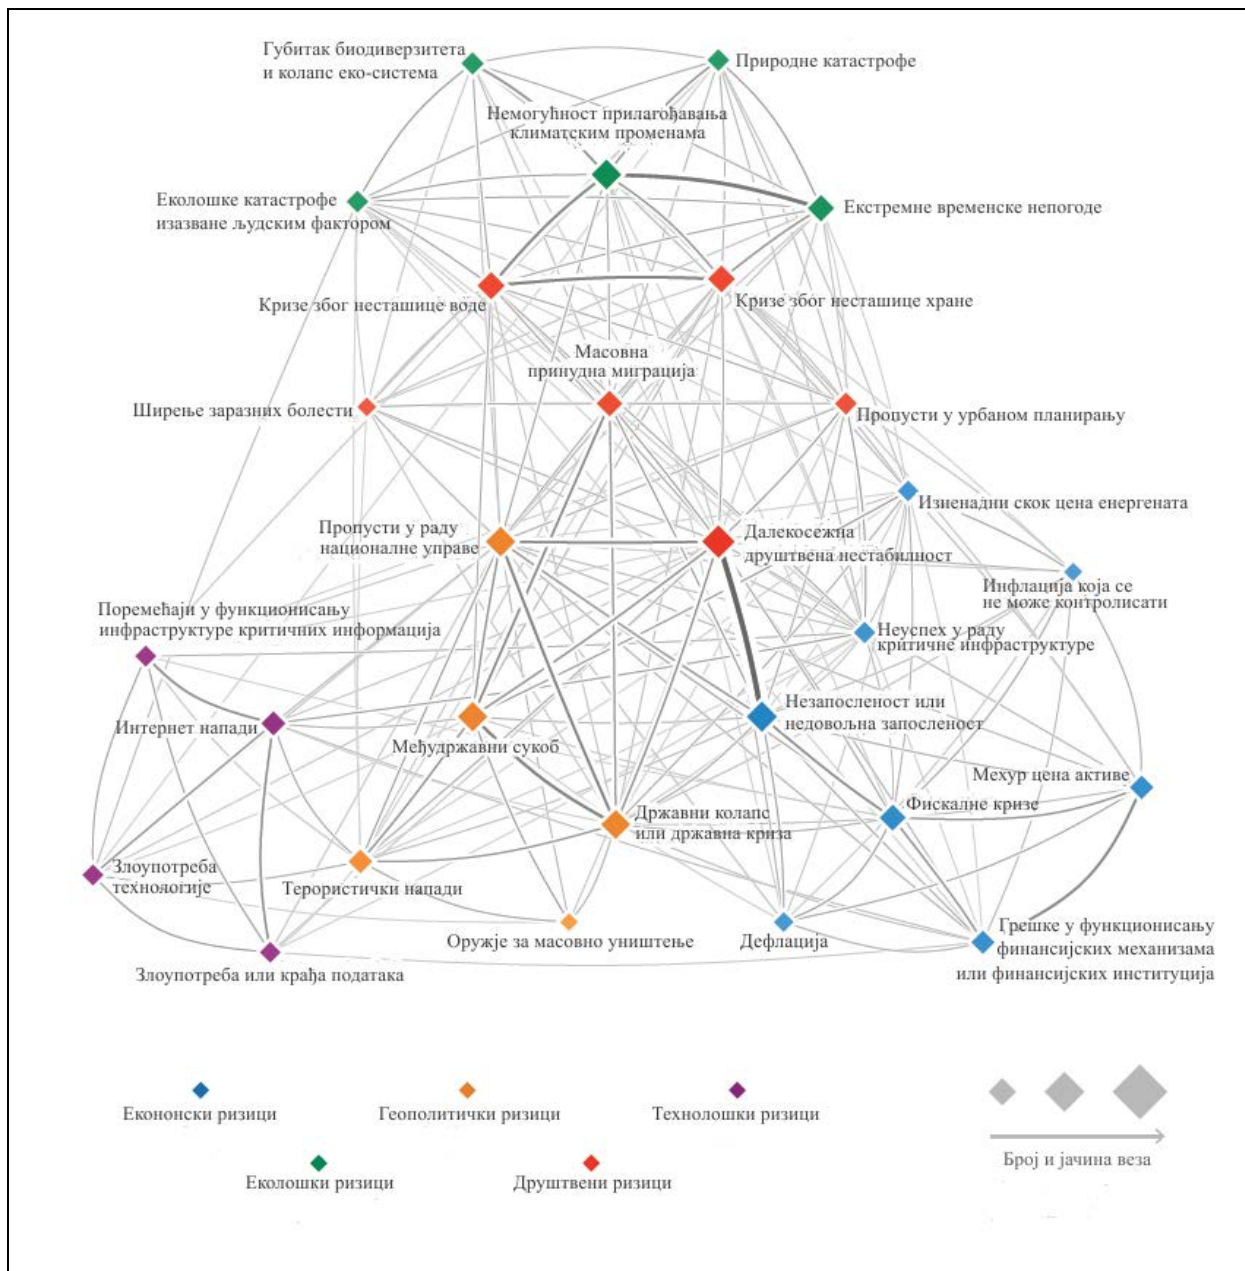 Губитак биодиверзитета
и колапс еко-система
Природне катастрофе
Немогућност прилагођавања
климатским променама
Еколошке катастрофе
изазване људским фактором
Екстремне временске непогоде
Кризе због несташице воде
Кризе због несташице хране
Масовна
принудна миграција
Ширење заразних болести
Пропусти у урбаном планирању
Изненадни скок цена енергената
Пропусти у раду
националне управе
Далекосежна
друштвена нестабилност
Инфлација која се
не може контролисати
Поремећаји у функционисању
инфраструктуре критичних информација
Неуспех у раду
критичне инфраструктуре
Интернет напади
Међудржавни сукоб
Незапосленост или
недовољна запосленост
Мехур цена активе
Државни колапс
или државна криза
Фискалне кризе
Злоупотреба
технологије
Терористички напади
Оружје за масовно уништење
Дефлација
Грешке у функционисању
финансијских механизама
или финансијских институција
Злоупотреба или крађа података
Екононски ризици
Геополитички ризици
Технолошки ризици
Еколошки ризици
Друштвени ризици
Број и јачина веза